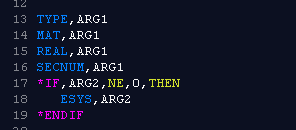 12
13 TYPE,ARG1
14 MAT,ARG1
15 REAL,ARG1
16 SECNUM,ARG1
17 *IF,ARG2,NE,0,THEN
18 ESYS,ARG2
19 *ENDIF